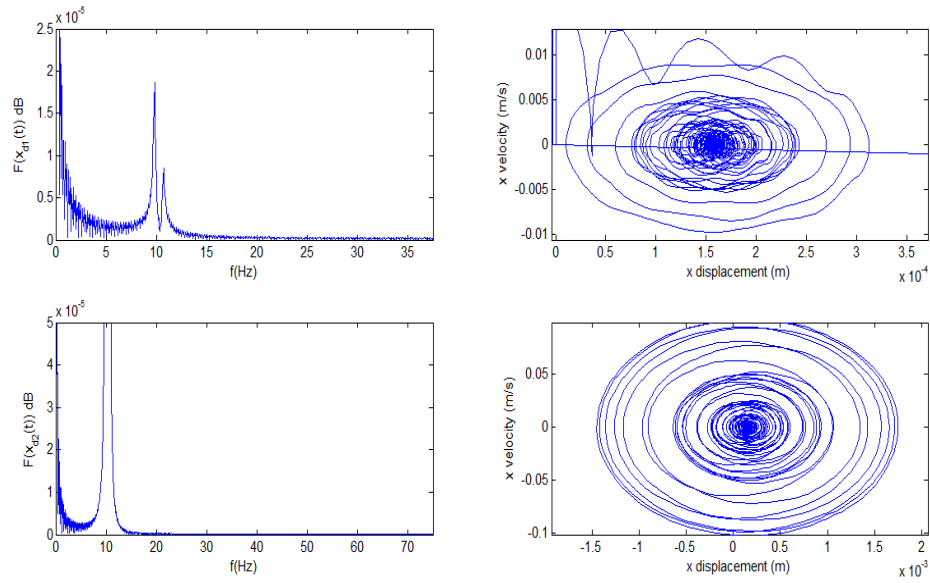 x 10^-5
2.5
2
1.5
1
0.5
0
0 5 10 15 20 25 30 35
f(Hz)
F(x_d1(t)) dB
0.01
0.005
0
-0.005
-0.01
0 0.5 1 1.5 2 2.5 3 3.5
x 10^-4
x displacement (m)
x velocity (m/s)
x 10^-5
5
4
3
2
1
0
0 10 20 30 40 50 60 70
f(Hz)
F(x_d2(t)) dB
0.05
0
-0.05
-0.1
-1.5 -1 -0.5 0 0.5 1 1.5 2
x 10^-3
x displacement (m)
x velocity (m/s)